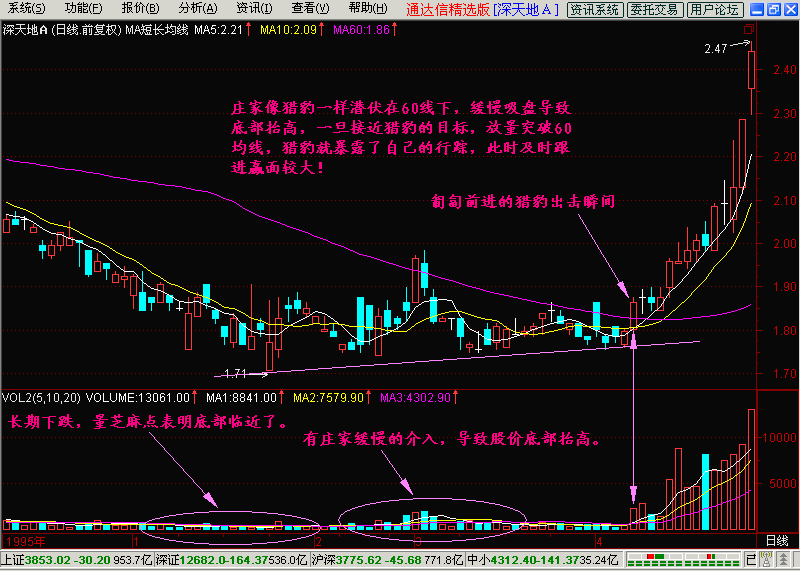 系统(S) 功能(F) 报价(B) 分析(A) 资讯(I) 查看(V) 帮助(H) 通达信精选版 [深天地A] 资讯系统 委托交易 用户论坛
深天地A (日线.前复权) MA短长均线 MA5:2.21↑ MA10:2.09↑ MA60:1.86↑
2.47
2.40
庄家像猎豹一样潜伏在60线下，缓慢吸盘导致
底部抬高，一旦接近猎豹的目标，放量突破60
均线，猎豹就暴露了自己的行踪，此时及时跟
进赢面较大！
2.30
2.20
匍匐前进的猎豹出击瞬间
2.10
2.00
1.90
1.80
1.70
1.71
VOL2(5,10,20) VOLUME:13061.00↑ MA1:8841.00↑ MA2:7579.90↑ MA3:4302.90↑
长期下跌，量芝麻点表明底部临近了。
有庄家缓慢的介入，导致股价底部抬高。
10000
5000
1995年 1 2 3 4 日线
上证3853.02 -30.20 953.7亿 深证12682.0-164.37536.0亿 沪深3775.62 -45.68 771.8亿 中小4312.40-141.3735.24亿